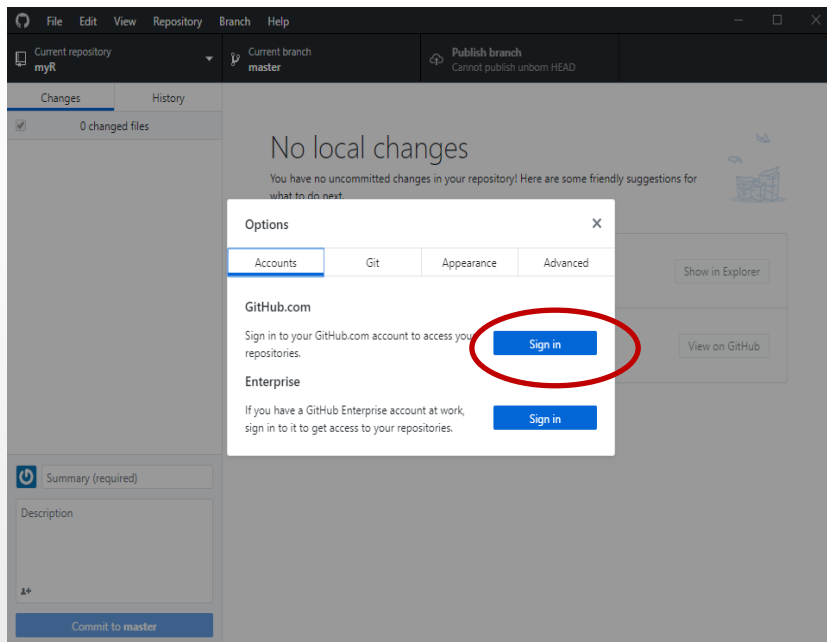 File Edit View Repository Branch Help
Current repository
myR
Current branch
master
Publish branch
Cannot publish unborn HEAD
Changes History
0 changed files
No local changes
You have no uncommitted changes in your repository! Here are some friendly suggestions for
what to do next.
Options
Accounts Git Appearance Advanced
Show in Explorer
GitHub.com
Sign in to your GitHub.com account to access your
repositories.
Sign in
View on GitHub
Enterprise
If you have a GitHub Enterprise account at work,
sign in to it to get access to your repositories.
Sign in
Summary (required)
Description
Commit to master